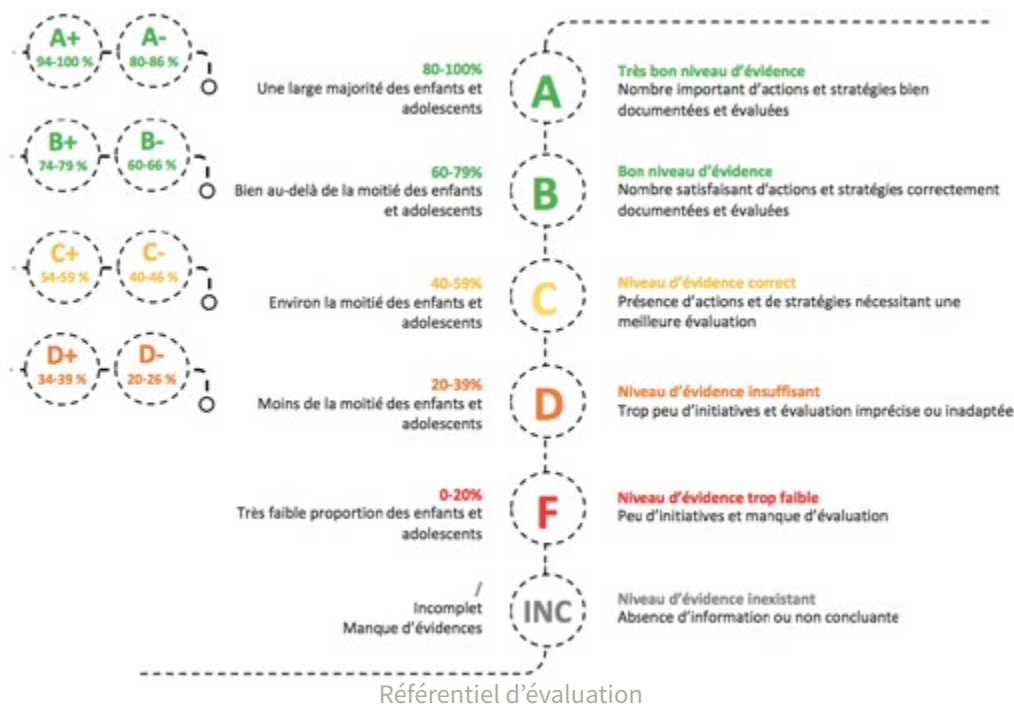 A+
94-100 %
A-
80-86 %
80-100%
Une large majorité des enfants et
adolescents
A
Très bon niveau d'évidence
Nombre important d'actions et stratégies bien
documentées et évaluées
B+
74-79 %
B-
60-66 %
60-79%
Bien au-delà de la moitié des enfants
et adolescents
B
Bon niveau d'évidence
Nombre satisfaisant d'actions et stratégies correctement
documentées et évaluées
C+
54-59 %
C-
40-46 %
40-59%
Environ la moitié des enfants et
adolescents
C
Niveau d'évidence correct
Présence d'actions et de stratégies nécessitant une
meilleure évaluation
D+
34-39 %
D-
20-26 %
20-39%
Moins de la moitié des enfants et
adolescents
D
Niveau d'évidence insuffisant
Trop peu d'initiatives et évaluation imprécise ou inadaptée
0-20%
Très faible proportion des enfants et
adolescents
F
Niveau d'évidence trop faible
Peu d'initiatives et manque d'évaluation
/
Incomplet
Manque d'évidences
INC
Niveau d'évidence inexistant
Absence d'information ou non concluante
Référentiel d'évaluation